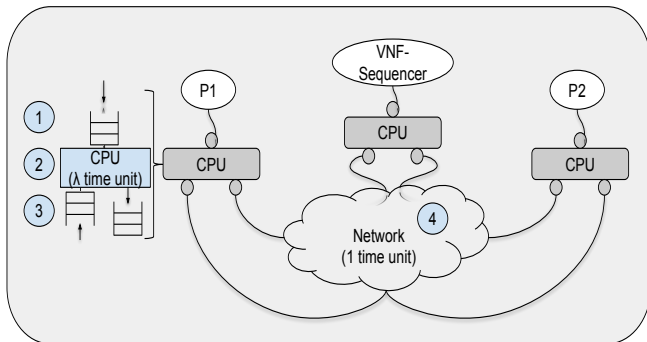 VNF-
Sequencer
P1
P2
1
CPU
2
CPU
(λ time unit)
CPU
CPU
3
4
Network
(1 time unit)